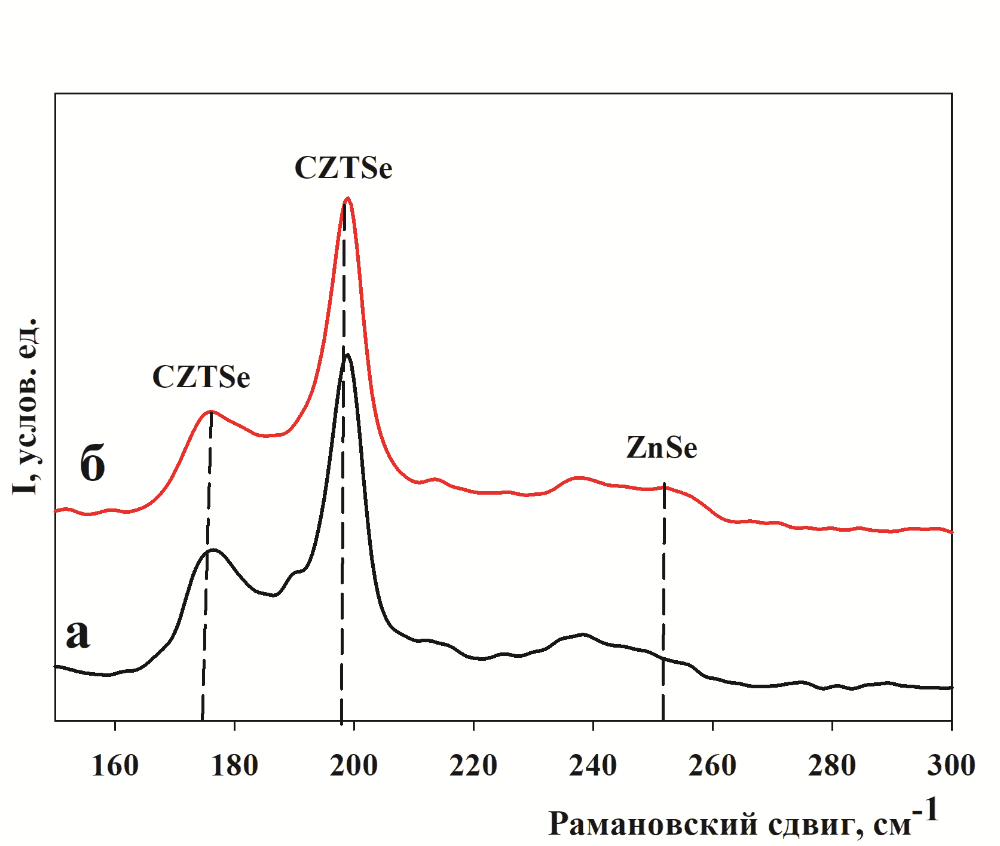 CZTSe
CZTSe
ZnSe
б
а
I, услов. ед.
160 180 200 220 240 260 280 300
Рамановский сдвиг, см-1